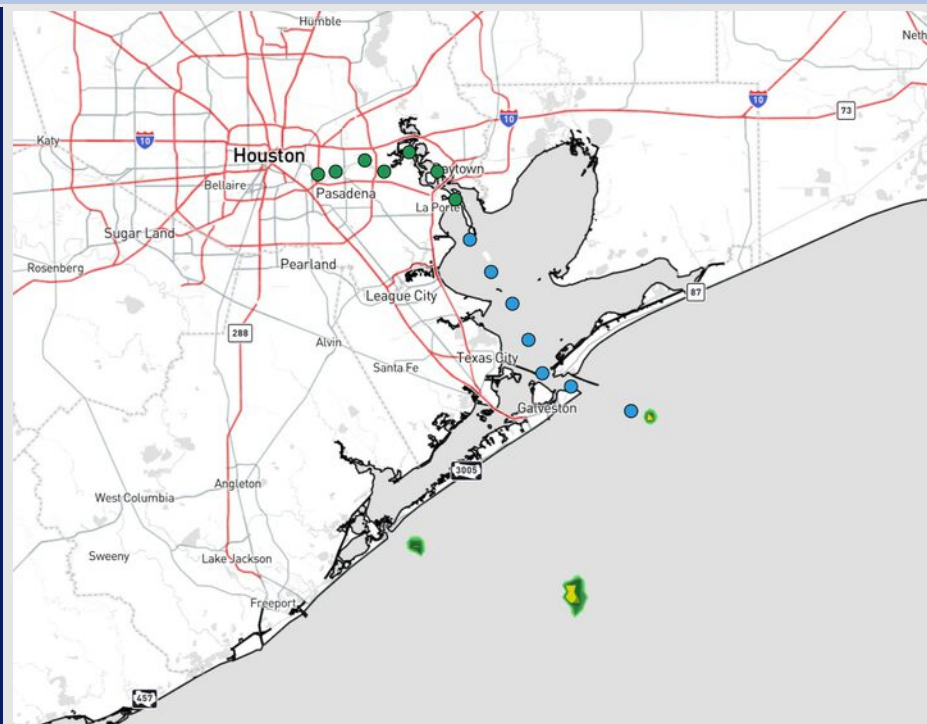 Humble
Neth
10
73
Katy
10
10
Houston
Baytown
Bellaire
Pasadena
La Porte
Sugar Land
Rosenberg
Pearland
League City
87
288
Alvin
Texas City
Santa Fe
Galveston
3005
Angleton
West Columbia
Sweeny
Lake Jackson
Freeport
457